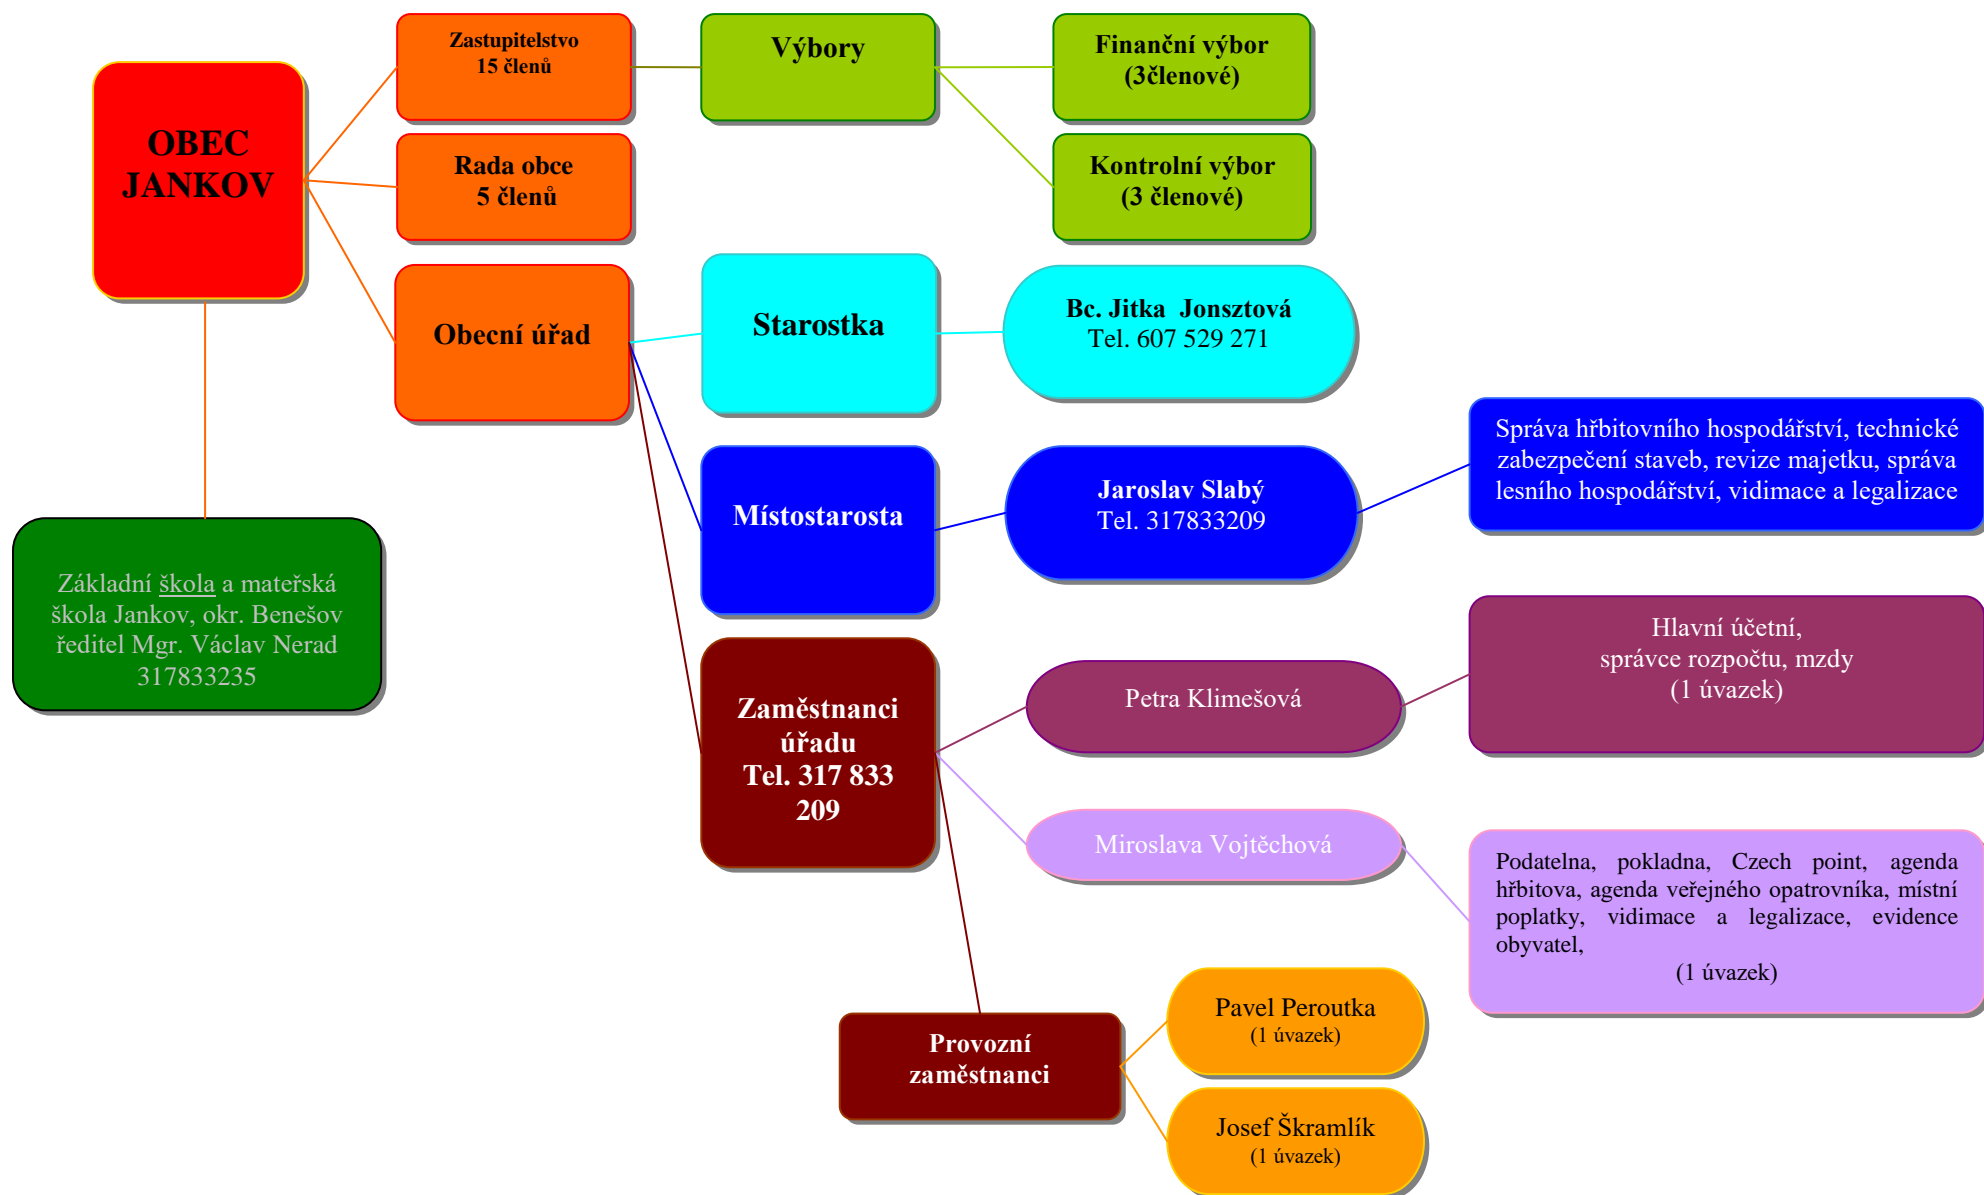 OBEC
JANKOV
Zastupitelstvo
15 členů
Výbory
Finanční výbor
(3členové)
Rada obce
5 členů
Kontrolní výbor
(3 členové)
Obecní úřad
Starostka
Bc. Jitka  Jonsztová
Tel. 607 529 271
Místostarosta
Jaroslav Slabý
Tel. 317833209
Správa hřbitovního hospodářství, technické
zabezpečení staveb, revize majetku, správa
lesního hospodářství, vidimace a legalizace
Základní škola a mateřská
škola Jankov, okr. Benešov
ředitel Mgr. Václav Nerad
317833235
Zaměstnanci
úřadu
Tel. 317 833
209
Petra Klimešová
Hlavní účetní,
správce rozpočtu, mzdy
(1 úvazek)
Miroslava Vojtěchová
Podatelna, pokladna, Czech point, agenda
hřbitova, agenda veřejného opatrovníka, místní
poplatky, vidimace a legalizace, evidence
obyvatel,
(1 úvazek)
Provozní
zaměstnanci
Pavel Peroutka
(1 úvazek)
Josef Škramlík
(1 úvazek)